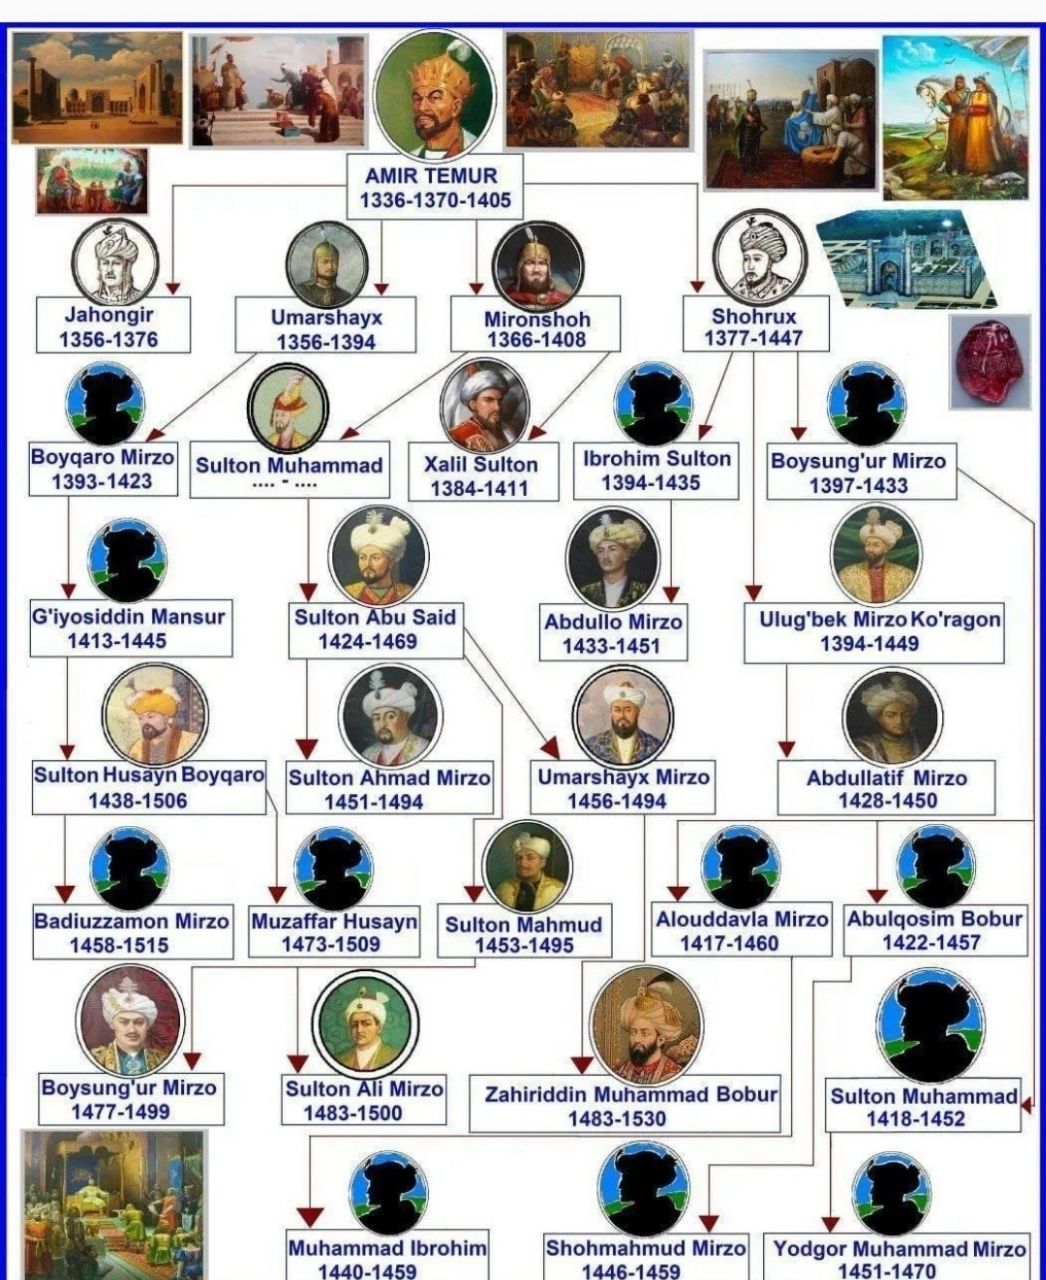 AMIR TEMUR
1336-1370-1405
Jahongir
1356-1376
Umarshayx
1356-1394
Mironshoh
1366-1408
Shohrux
1377-1447
Boyqaro Mirzo
1393-1423
Sulton Muhammad
.... - ....
Xalil Sulton
1384-1411
Ibrohim Sulton
1394-1435
Boysung'ur Mirzo
1397-1433
G'iyosiddin Mansur
1413-1445
Sulton Abu Said
1424-1469
Abdullo Mirzo
1433-1451
Ulug'bek Mirzo Ko'ragon
1394-1449
Sulton Husayn Boyqaro
1438-1506
Sulton Ahmad Mirzo
1451-1494
Umarshayx Mirzo
1456-1494
Abdullatif Mirzo
1428-1450
Badiuzzamon Mirzo
1458-1515
Muzaffar Husayn
1473-1509
Sulton Mahmud
1453-1495
Alouddavla Mirzo
1417-1460
Abulqosim Bobur
1422-1457
Boysung'ur Mirzo
1477-1499
Sulton Ali Mirzo
1483-1500
Zahiriddin Muhammad Bobur
1483-1530
Sulton Muhammad
1418-1452
Muhammad Ibrohim
1440-1459
Shohmahmud Mirzo
1446-1459
Yodgor Muhammad Mirzo
1451-1470